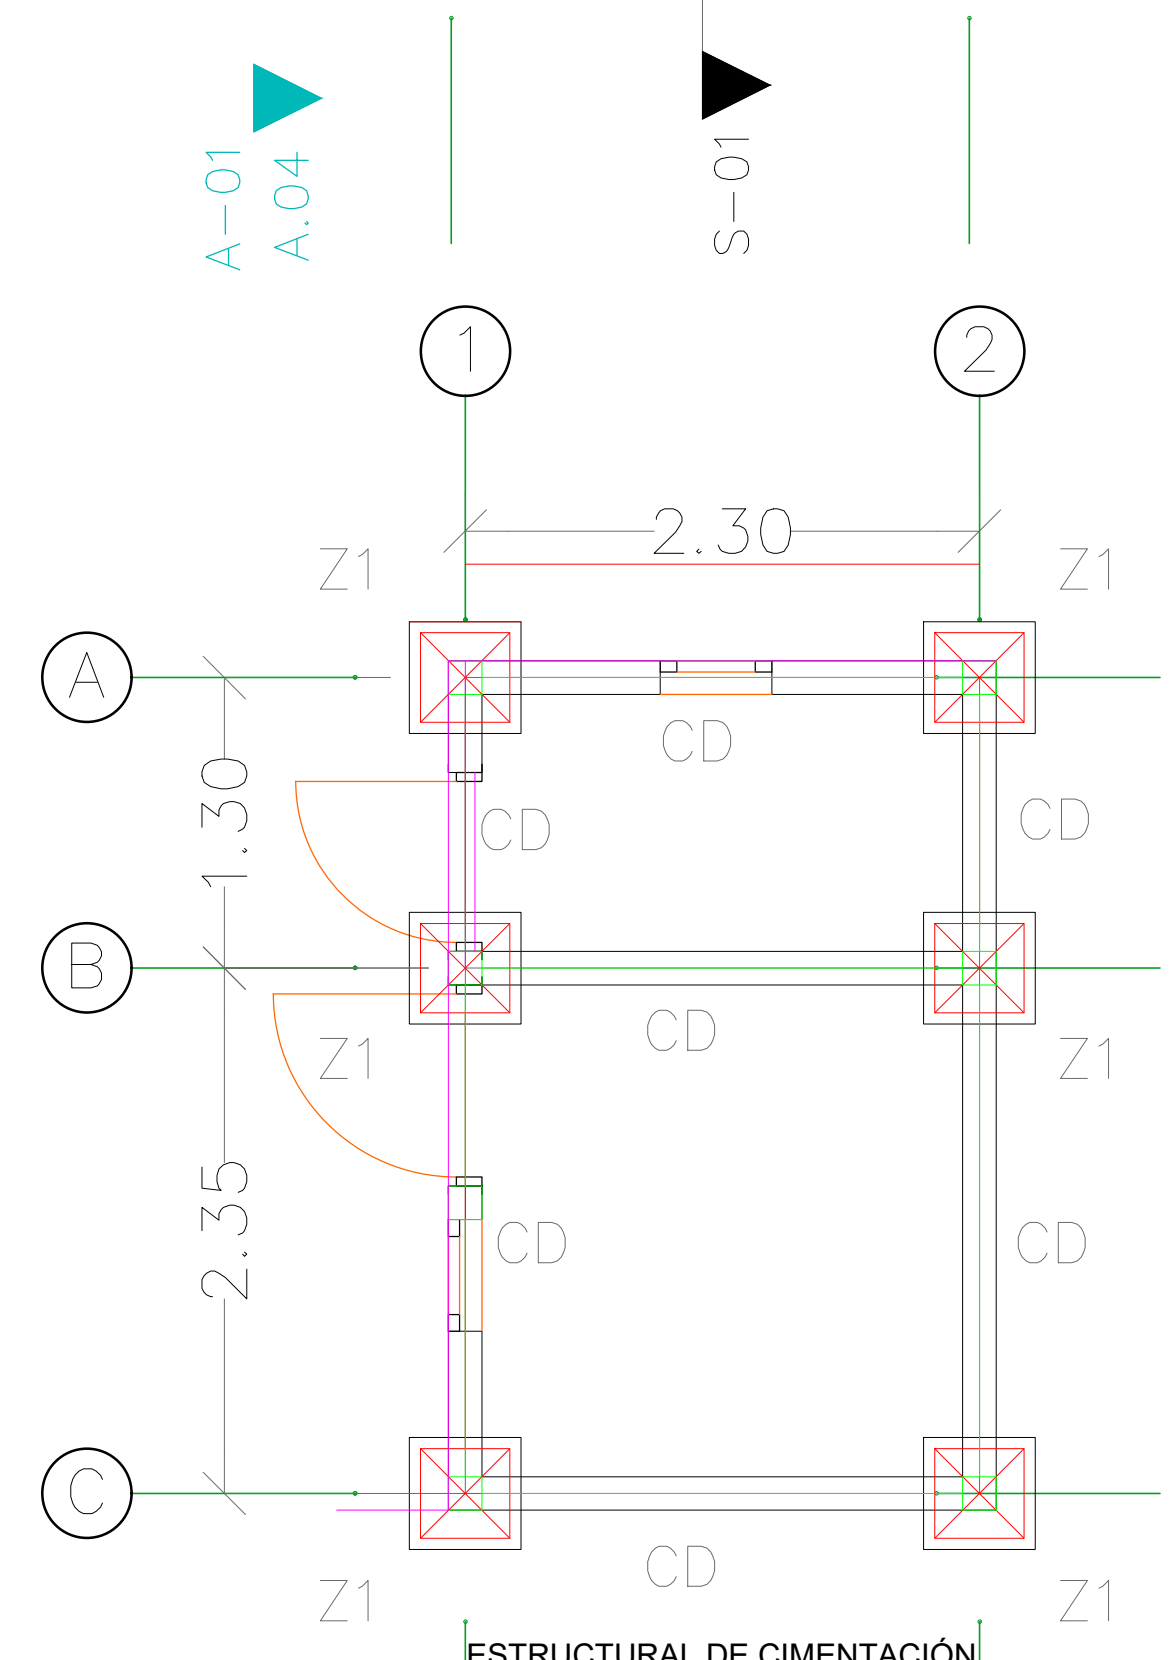 A-01
A.04
S-01
1
2
2.30
Z1
Z1
A
CD
1.30
CD
CD
B
CD
Z1
Z1
2.35
CD
CD
C
CD
Z1
Z1
ESTRUCTURAL DE CIMENTACIÓN